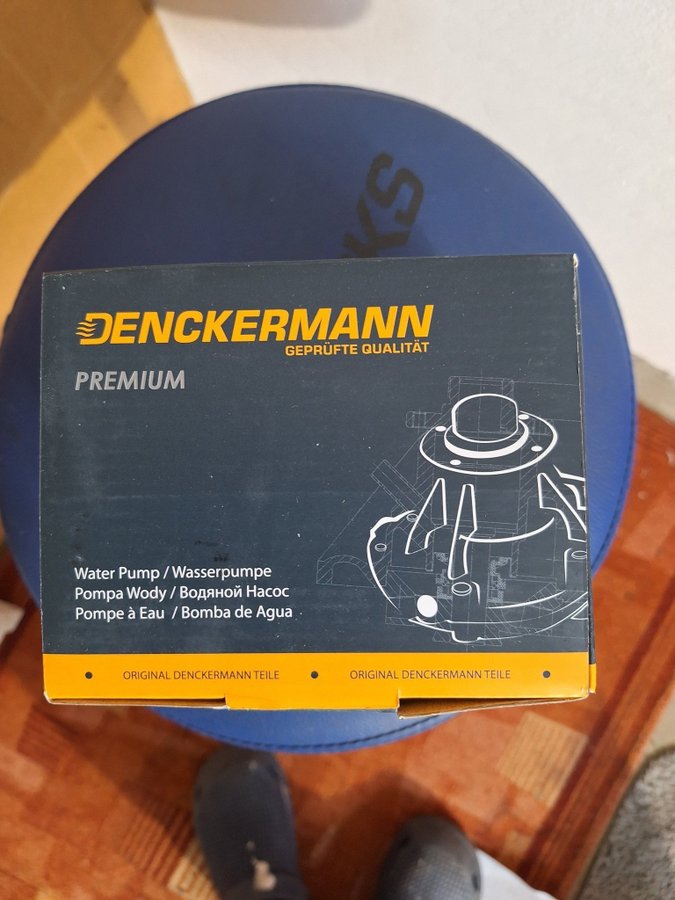 DENCKERMANN
GEPRÜFTE QUALITÄT
PREMIUM
Water Pump / Wasserpumpe
Pompa Wody / Водяной Насос
Pompe à Eau / Bomba de Agua
ORIGINAL DENCKERMANN TEILE
ORIGINAL DENCKERMANN TEILE